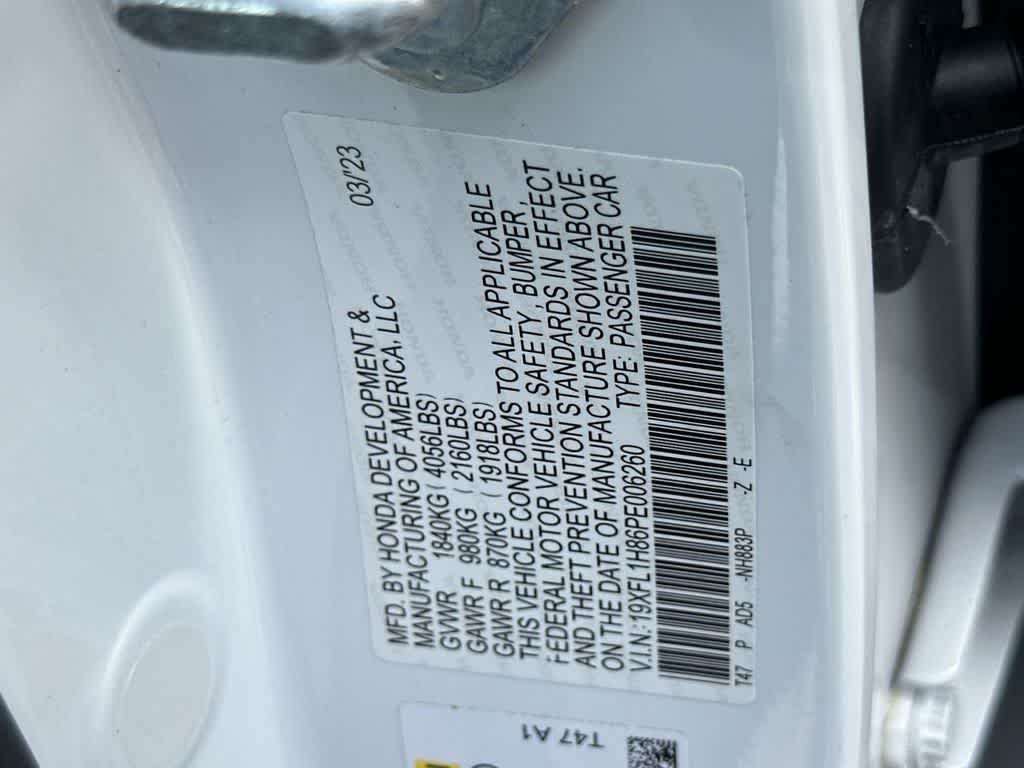 MFD. BY HONDA DEVELOPMENT & 03/'23
MANUFACTURING OF AMERICA, LLC
GVWR 1840KG ( 4056LBS)
GAWR F 980KG ( 2160LBS)
GAWR R 870KG ( 1918LBS)
THIS VEHICLE CONFORMS TO ALL APPLICABLE
FEDERAL MOTOR VEHICLE SAFETY, BUMPER,
AND THEFT PREVENTION STANDARDS IN EFFECT
ON THE DATE OF MANUFACTURE SHOWN ABOVE.
V.I.N.:19XFL1H86PE006260 TYPE: PASSENGER CAR
T47 P AD5 -NH883P -Z -E
T47 A1